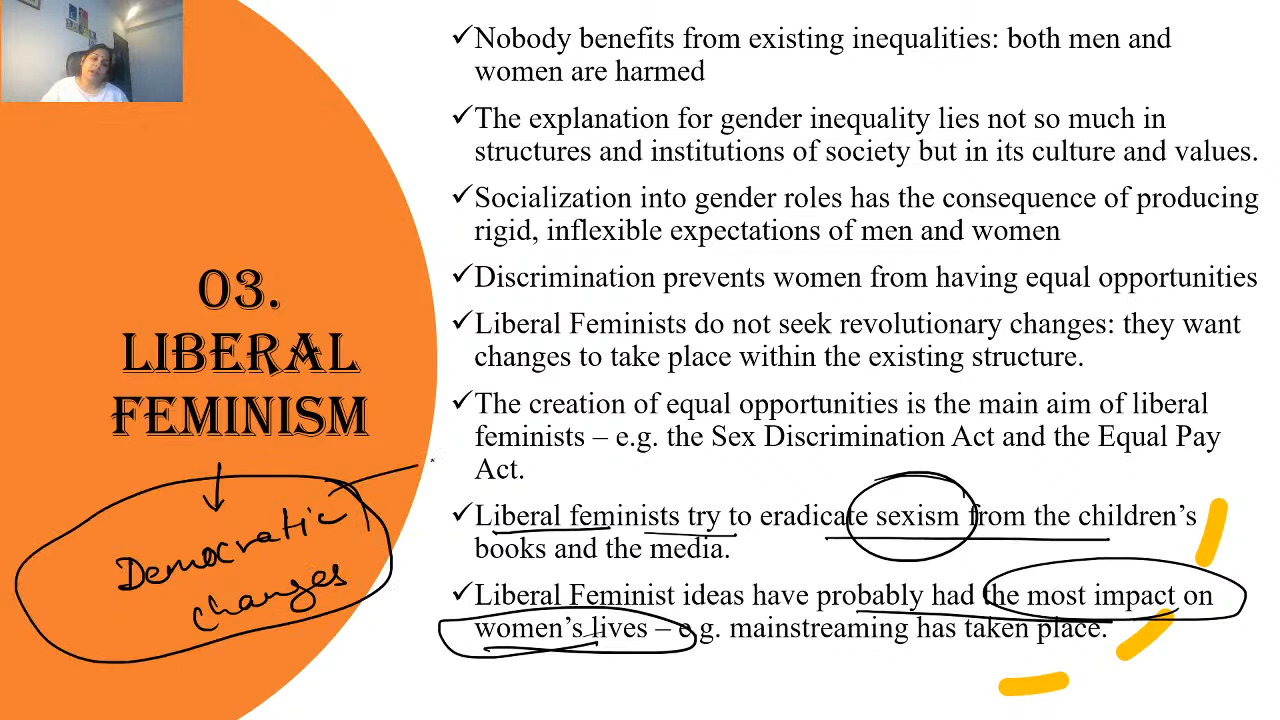 03.
LIBERAL
FEMINISM
Democratic
changes
✓Nobody benefits from existing inequalities: both men and
women are harmed
✓The explanation for gender inequality lies not so much in
structures and institutions of society but in its culture and values.
✓Socialization into gender roles has the consequence of producing
rigid, inflexible expectations of men and women
✓Discrimination prevents women from having equal opportunities
✓Liberal Feminists do not seek revolutionary changes: they want
changes to take place within the existing structure.
✓The creation of equal opportunities is the main aim of liberal
feminists – e.g. the Sex Discrimination Act and the Equal Pay
Act.
✓Liberal feminists try to eradicate sexism from the children’s
books and the media.
✓Liberal Feminist ideas have probably had the most impact on
women’s lives – e.g. mainstreaming has taken place.